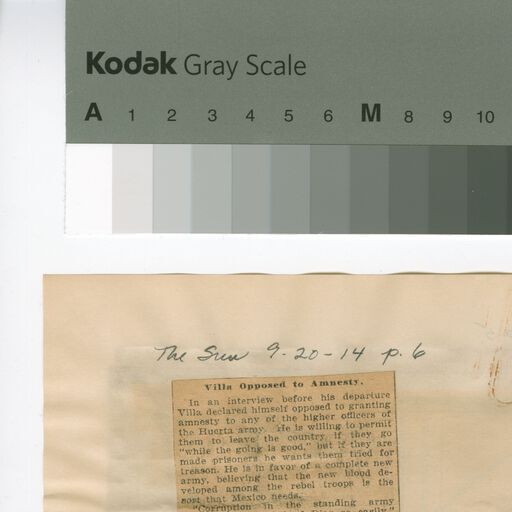 Kodak Gray Scale
A 1 2 3 4 5 6 M 8 9 10
The Sun 9-20-14 p. 6
Villa Opposed to Amnesty.
In an interview before his departure
Villa declared himself opposed to granting
amnesty to any of the higher officers of
the Huerta army. He is willing to permit
them to leave the country if they go
"while the going is good," but if they are
made prisoners he wants them tried for
treason. He is in favor of a complete new
army, believing that the new blood de-
veloped among the rebel troops is the
sort that Mexico needs.
"Corruption in the standing army